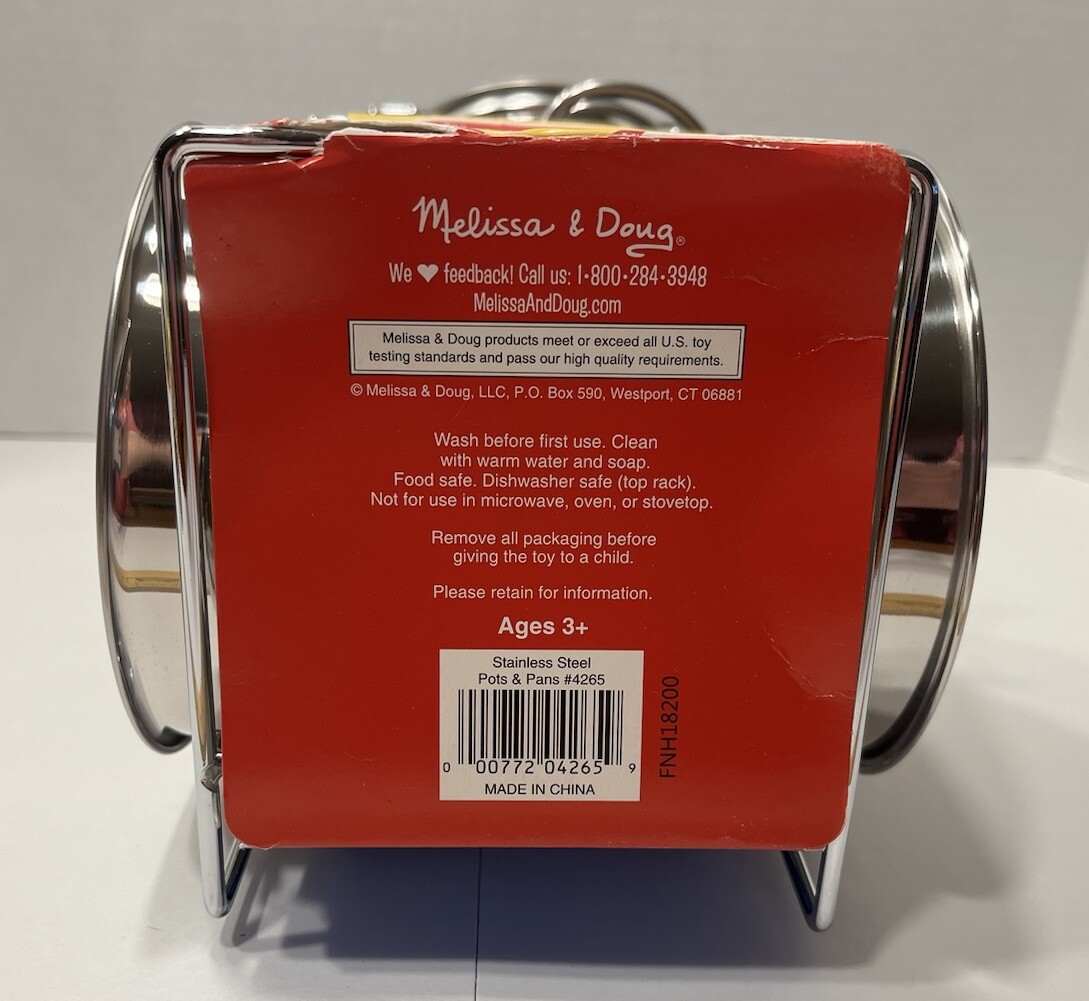 Melissa & Doug®
We ♥ feedback! Call us: 1•800•284•3948
MelissaAndDoug.com
Melissa & Doug products meet or exceed all U.S. toy
testing standards and pass our high quality requirements.
© Melissa & Doug, LLC, P.O. Box 590, Westport, CT 06881
Wash before first use. Clean
with warm water and soap.
Food safe. Dishwasher safe (top rack).
Not for use in microwave, oven, or stovetop.
Remove all packaging before
giving the toy to a child.
Please retain for information.
Ages 3+
Stainless Steel
Pots & Pans #4265
0 00772 04265 9
MADE IN CHINA
FNH18200